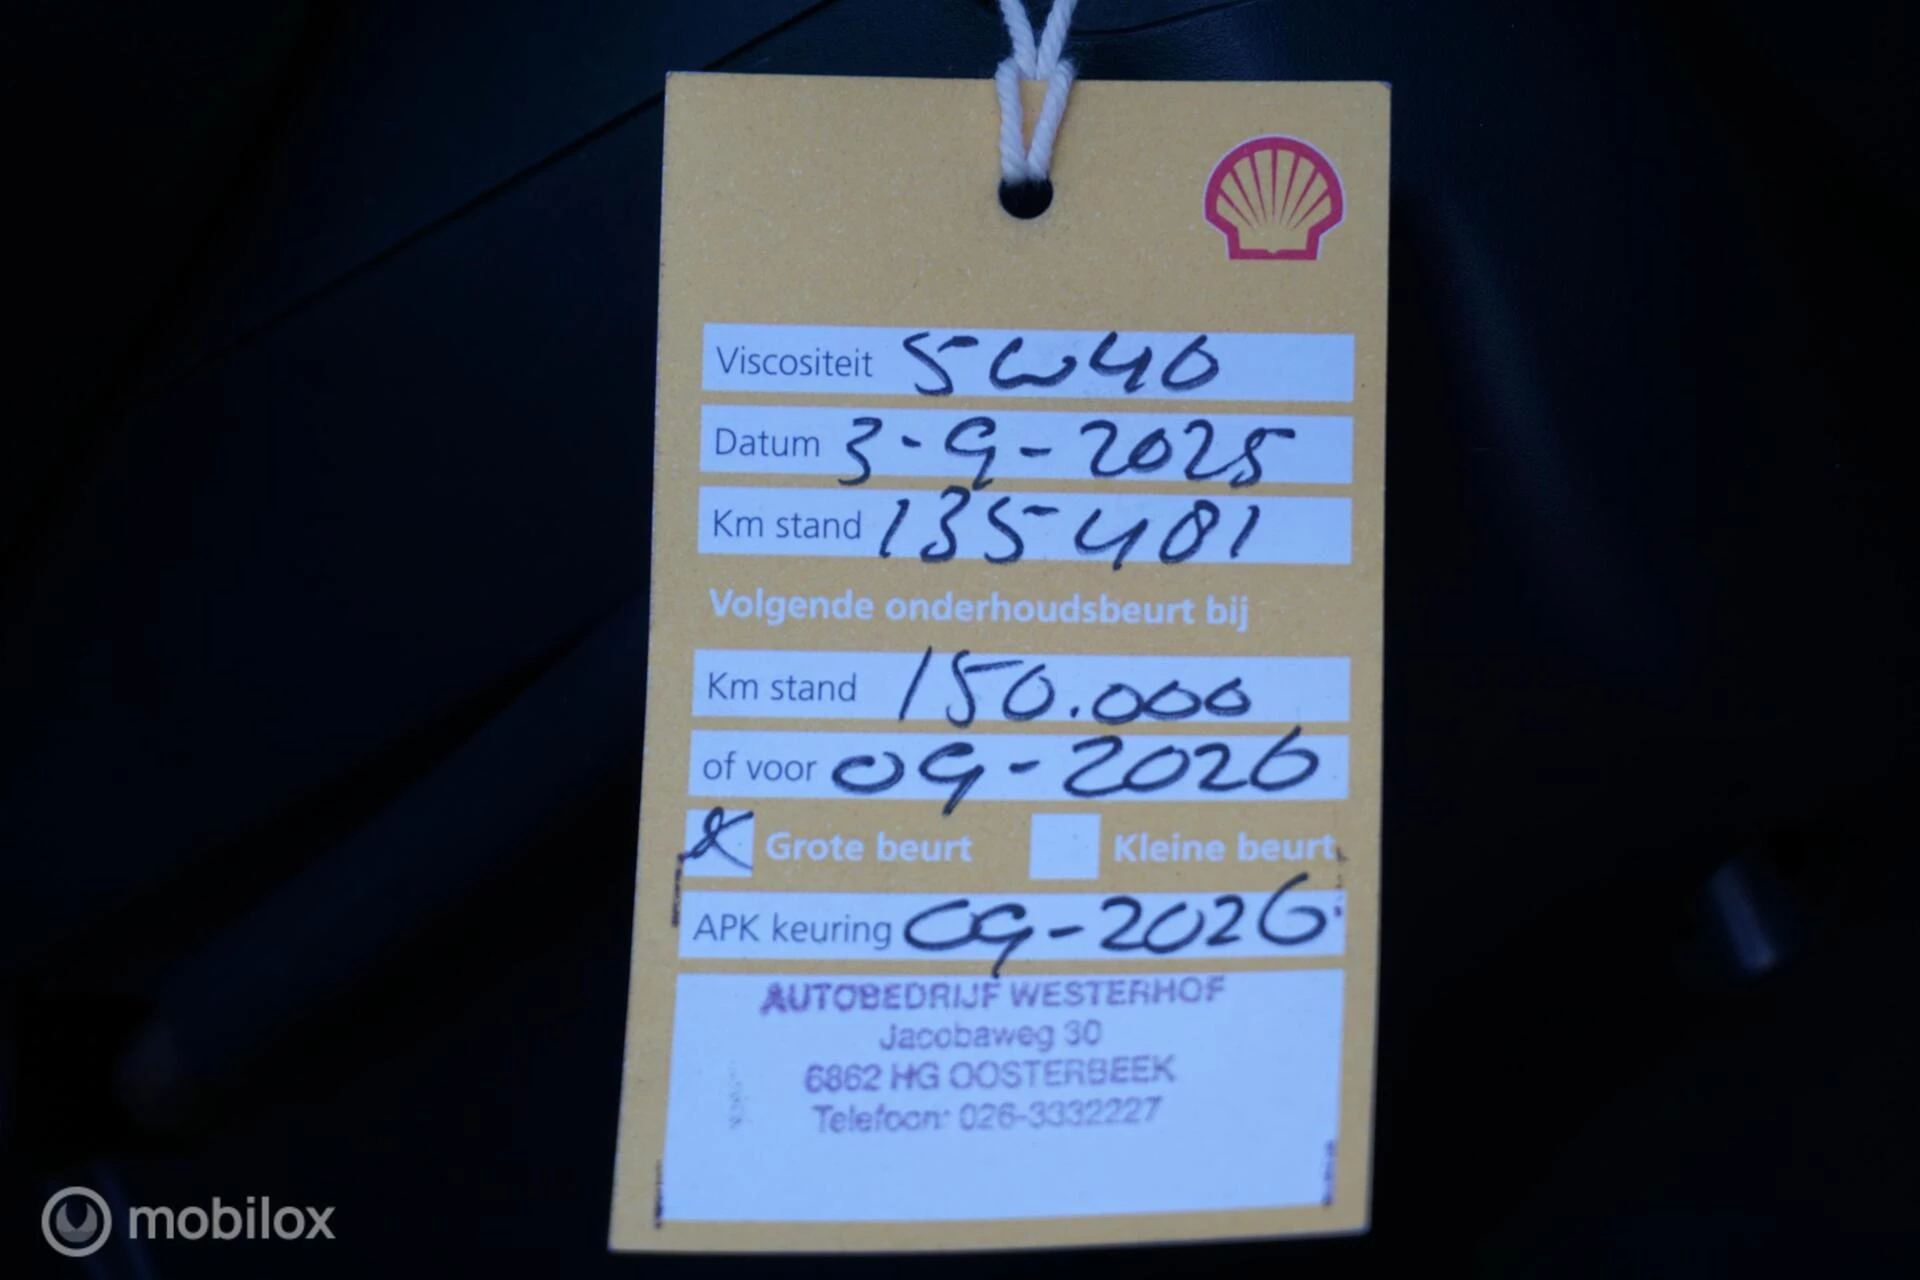 Viscositeit 5W40
Datum 3-9-2025
Km stand 135481
Volgende onderhoudsbeurt bij
Km stand 150.000
of voor 09-2026
X Grote beurt Kleine beurt
APK keuring 09-2026
AUTOBEDRIJF WESTERHOF
Jacobaweg 30
6862 HG OOSTERBEEK
Telefoon: 026-3332227
mobilox